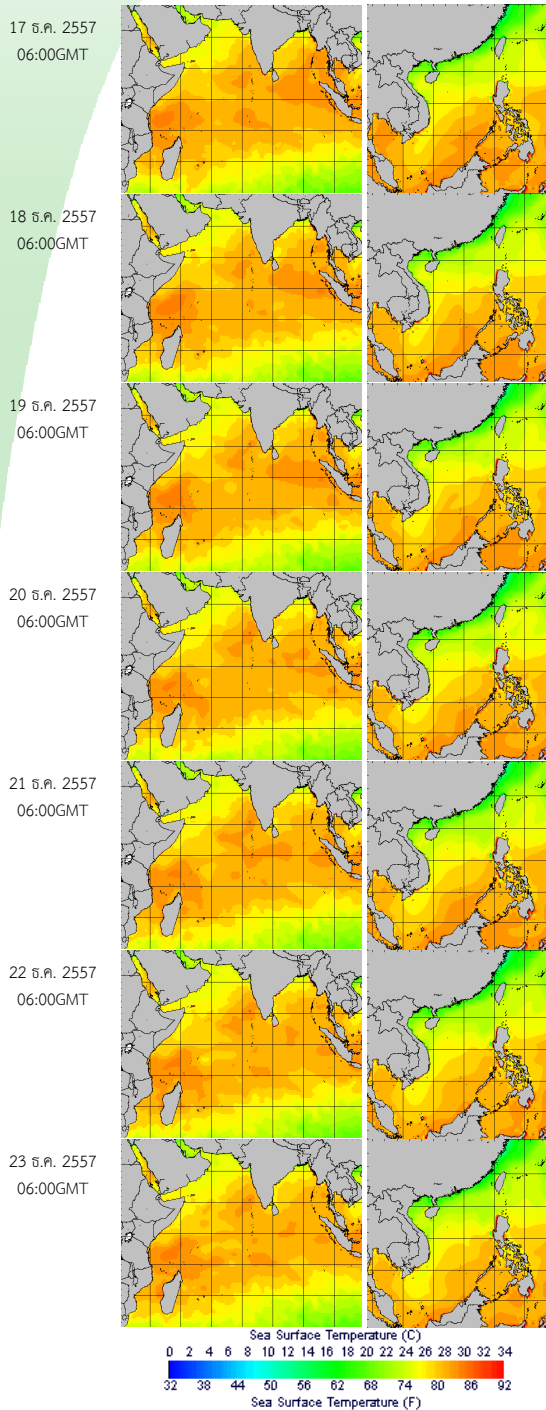 17 ธ.ค. 2557
06:00GMT
18 ธ.ค. 2557
06:00GMT
19 ธ.ค. 2557
06:00GMT
20 ธ.ค. 2557
06:00GMT
21 ธ.ค. 2557
06:00GMT
22 ธ.ค. 2557
06:00GMT
23 ธ.ค. 2557
06:00GMT
Sea Surface Temperature (C)
0 2 4 6 8 10 12 14 16 18 20 22 24 26 28 30 32 34
32 38 44 50 56 62 68 74 80 86 92
Sea Surface Temperature (F)